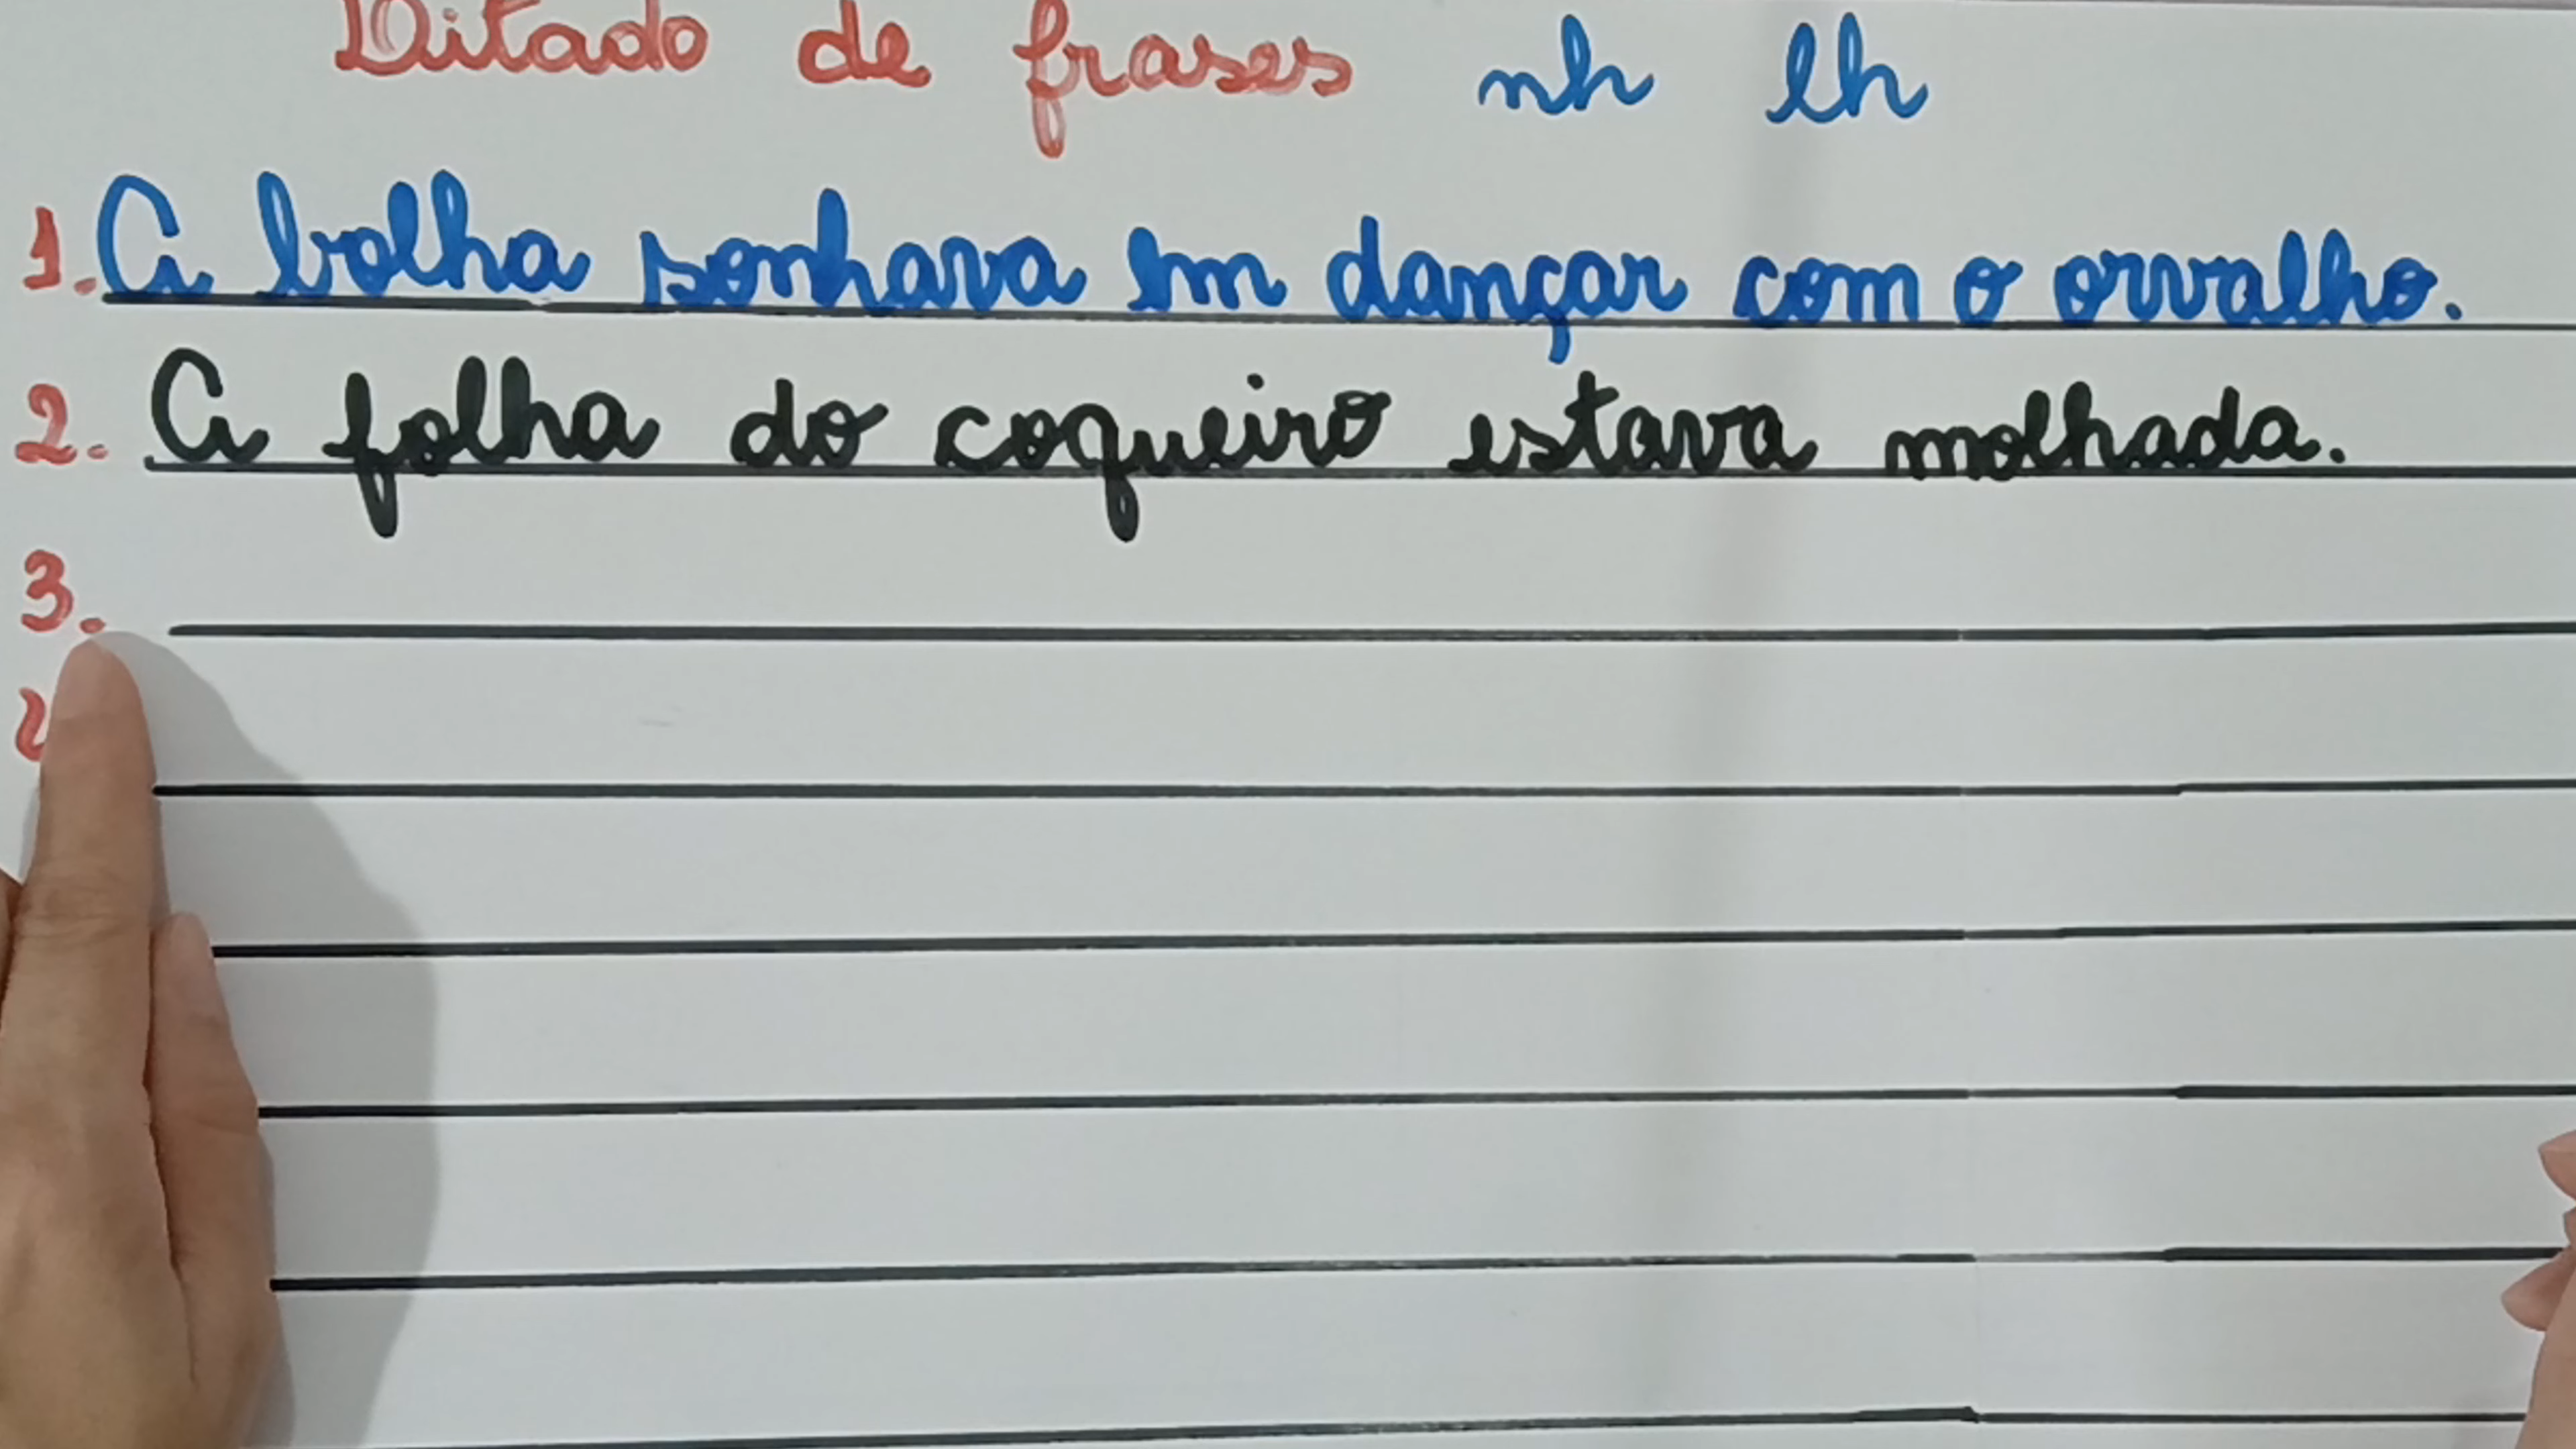 Ditado de frases nh lh
1. A bolha sonhava em dançar com o orvalho.
2. A folha do coqueiro estava molhada.
3.